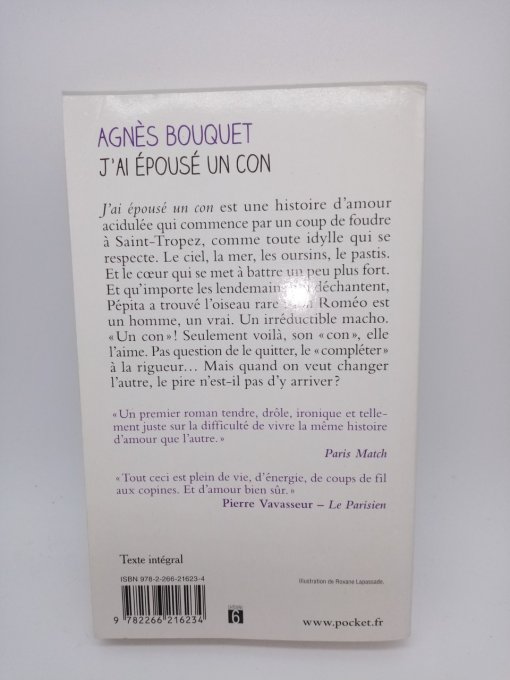 AGNÈS BOUQUET
J'AI ÉPOUSÉ UN CON
J'ai épousé un con est une histoire d'amour
acidulée qui commence par un coup de foudre
à Saint-Tropez, comme toute idylle qui se
respecte. Le ciel, la mer, les oursins, le pastis.
Et le cœur qui se met à battre un peu plus fort.
Et qu'importe les lendemains déchantent,
Pépita a trouvé l'oiseau rare Roméo est
un homme, un vrai. Un irréductible macho.
«Un con»! Seulement voilà, son «con», elle
l'aime. Pas question de le quitter, le «compléter»
à la rigueur… Mais quand on veut changer
l'autre, le pire n'est-il pas d'y arriver?
«Un premier roman tendre, drôle, ironique et telle-
ment juste sur la difficulté de vivre la même histoire
d'amour que l'autre.»
Paris Match
«Tout ceci est plein de vie, d'énergie, de coups de fil
aux copines. Et d'amour bien sûr.»
Pierre Vavasseur – Le Parisien
Texte intégral
ISBN 978-2-266-21623-4
Illustration de Roxane Lapassade.
9 782266 216234
6
www.pocket.fr